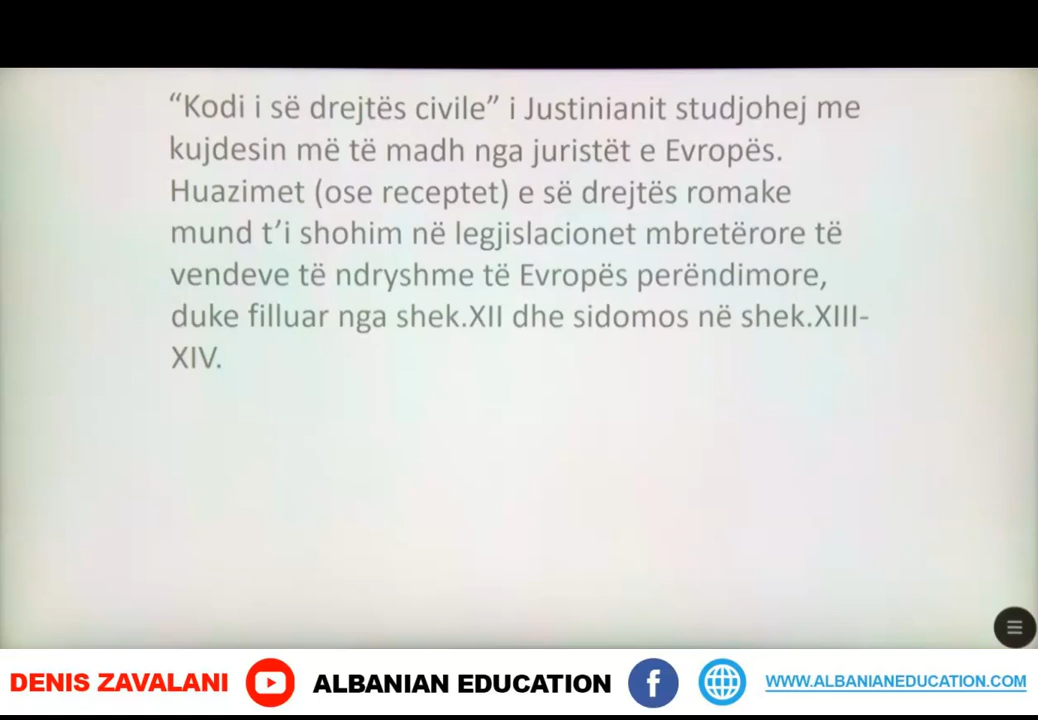 “Kodi i së drejtës civile” i Justinianit studjohej me
kujdesin më të madh nga juristët e Evropës.
Huazimet (ose receptet) e së drejtës romake
mund t’i shohim në legjislacionet mbretërore të
vendeve të ndryshme të Evropës perëndimore,
duke filluar nga shek.XII dhe sidomos në shek.XIII-
XIV.
DENIS ZAVALANI ALBANIAN EDUCATION WWW.ALBANIANEDUCATION.COM